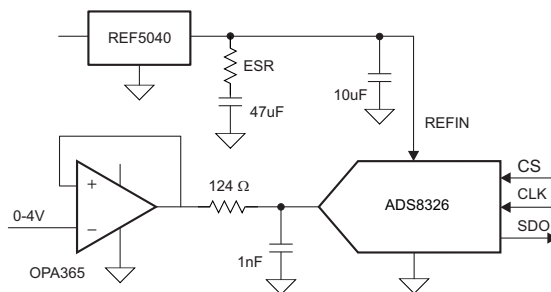 REF5040
ESR
47uF
10uF
REFIN
+
−
0-4V
OPA365
124 Ω
1nF
ADS8326
CS
CLK
SDO